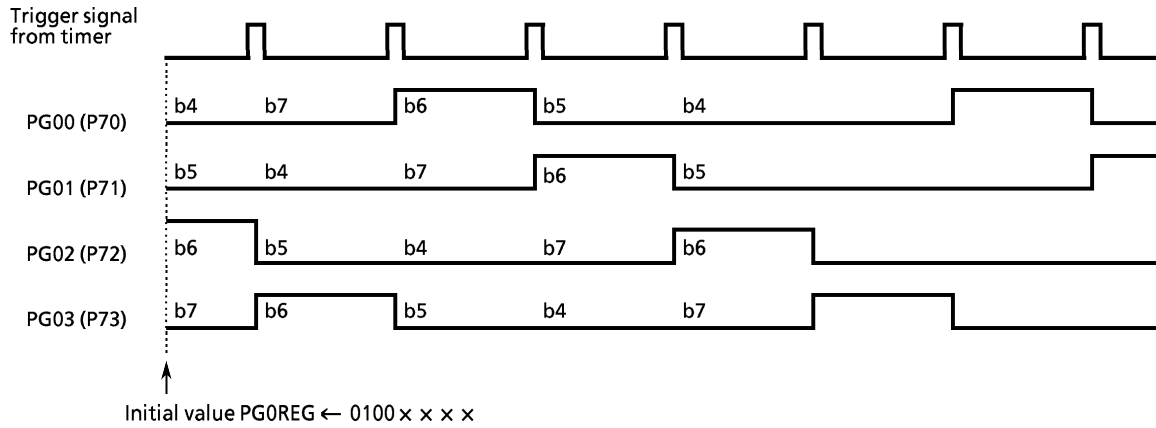 Trigger signal
from timer
b4 b7 b6 b5 b4
PG00 (P70)
b5 b4 b7 b6 b5
PG01 (P71)
b6 b5 b4 b7 b6
PG02 (P72)
b7 b6 b5 b4 b7
PG03 (P73)
Initial value PG0REG ← 0100 × × × ×